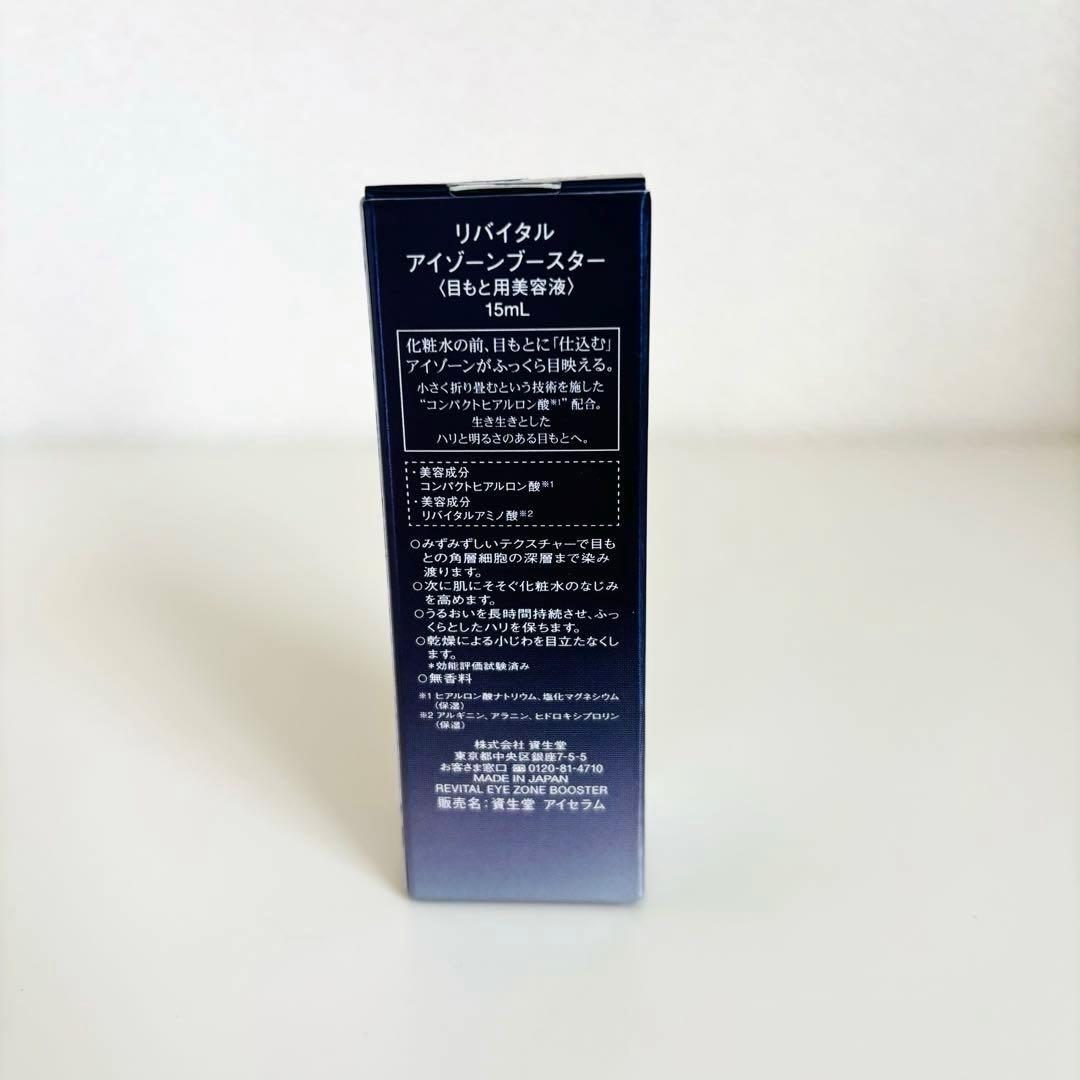 リバイタル
アイゾーンブースター
〈目もと用美容液〉
15mL
化粧水の前、目もとに「仕込む」
アイゾーンがふっくら目映える。
小さく折り畳むという技術を施した
“コンパクトヒアルロン酸※1”配合。
生き生きとした
ハリと明るさのある目もとへ。
・美容成分
コンパクトヒアルロン酸※1
・美容成分
リバイタルアミノ酸※2
○みずみずしいテクスチャーで目も
との角層細胞の深層まで染み
渡ります。
○次に肌にそそぐ化粧水のなじみ
を高めます。
○うるおいを長時間持続させ、ふっ
くらとしたハリを保ちます。
○乾燥による小じわを目立たなくし
ます。
*効能評価試験済み
○無香料
※1 ヒアルロン酸ナトリウム、塩化マグネシウム
(保湿)
※2 アルギニン、アラニン、ヒドロキシプロリン
(保湿)
株式会社 資生堂
東京都中央区銀座7-5-5
お客さま窓口 0120-81-4710
MADE IN JAPAN
REVITAL EYE ZONE BOOSTER
販売名：資生堂 アイセラム